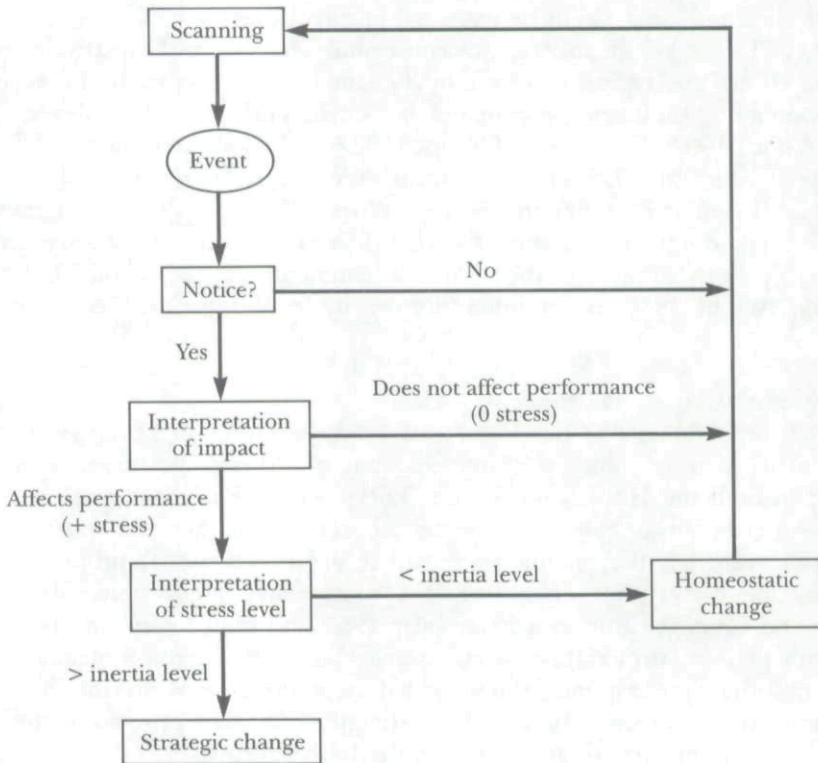 Scanning
Event
Notice?
No
Yes
Does not affect performance
(0 stress)
Interpretation
of impact
Affects performance
(+ stress)
Interpretation
of stress level
< inertia level
Homeostatic
change
> inertia level
Strategic change